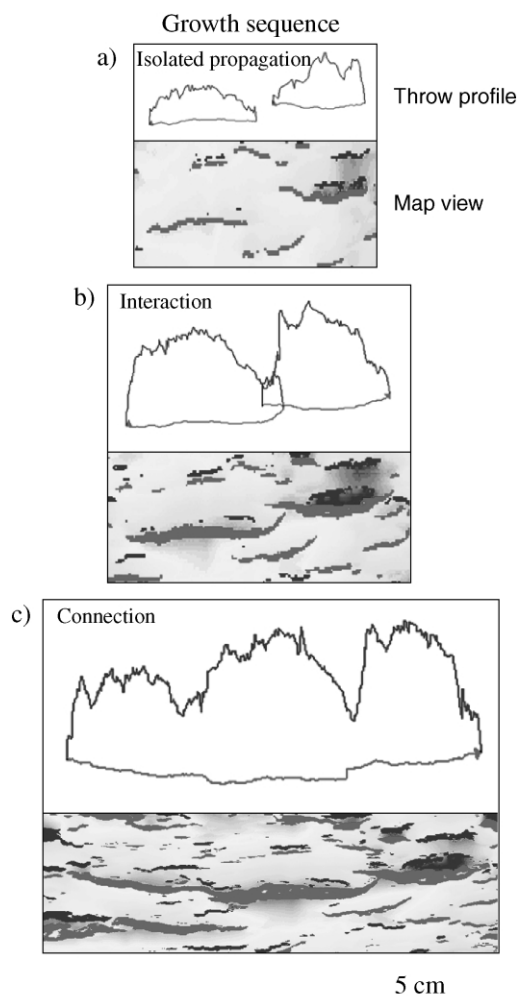 Growth sequence
a)
Isolated propagation
Throw profile
Map view
b)
Interaction
c)
Connection
5 cm